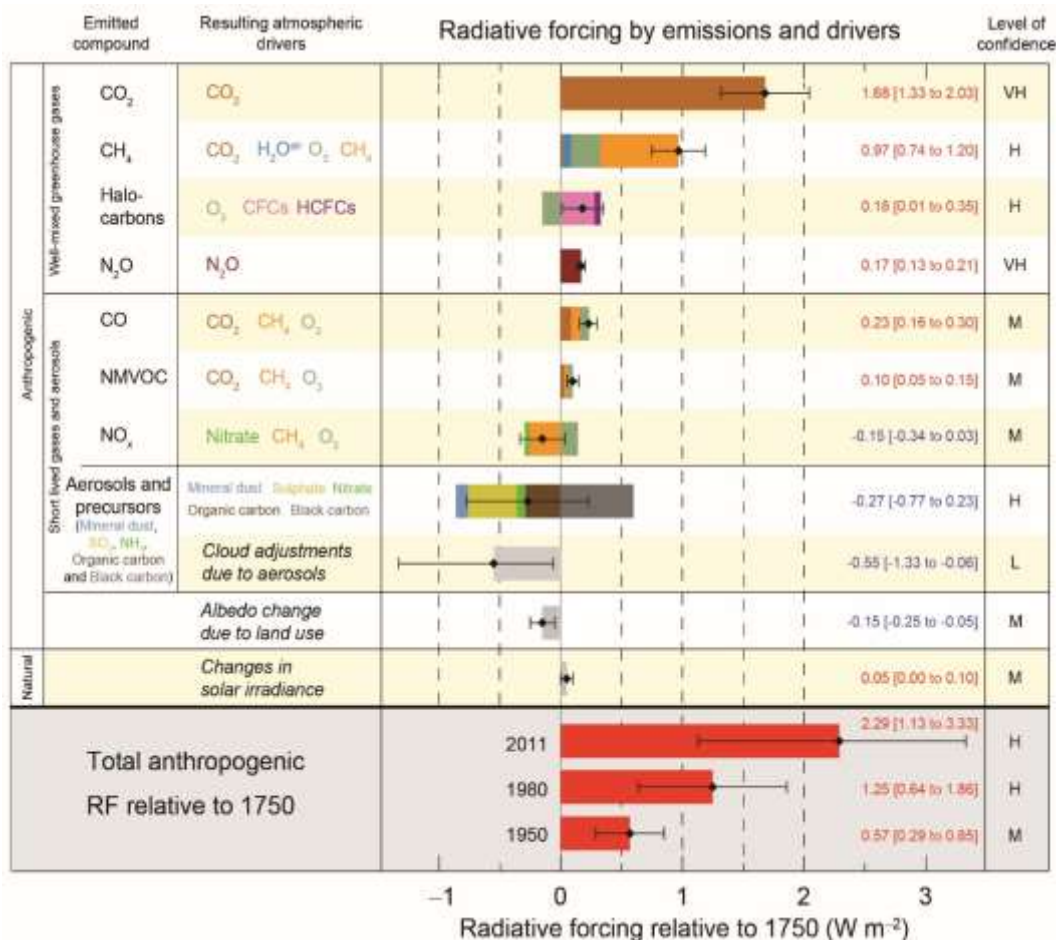 Emitted compound
Resulting atmospheric drivers
Radiative forcing by emissions and drivers
Level of confidence
Anthropogenic
Well-mixed greenhouse gases
CO₂
CO₂
1.68 [1.33 to 2.03]
VH
CH₄
CO₂ H₂Oˢᵗʳ O₃ CH₄
0.97 [0.74 to 1.20]
H
Halo-
carbons
O₃ CFCs HCFCs
0.18 [0.01 to 0.35]
H
N₂O
N₂O
0.17 [0.13 to 0.21]
VH
Short lived gases and aerosols
CO
CO₂ CH₄ O₃
0.23 [0.16 to 0.30]
M
NMVOC
CO₂ CH₄ O₃
0.10 [0.05 to 0.15]
M
NOₓ
Nitrate CH₄ O₃
-0.15 [-0.34 to 0.03]
M
Aerosols and
precursors
(Mineral dust,
SO₂, NH₃,
Organic carbon
and Black carbon)
Mineral dust Sulphate Nitrate
Organic carbon Black carbon
-0.27 [-0.77 to 0.23]
H
Cloud adjustments
due to aerosols
-0.55 [-1.33 to -0.06]
L
Albedo change
due to land use
-0.15 [-0.25 to -0.05]
M
Natural
Changes in
solar irradiance
0.05 [0.00 to 0.10]
M
Total anthropogenic
RF relative to 1750
2011
2.29 [1.13 to 3.33]
H
1980
1.25 [0.64 to 1.86]
H
1950
0.57 [0.29 to 0.85]
M
−1 0 1 2 3
Radiative forcing relative to 1750 (W m⁻²)